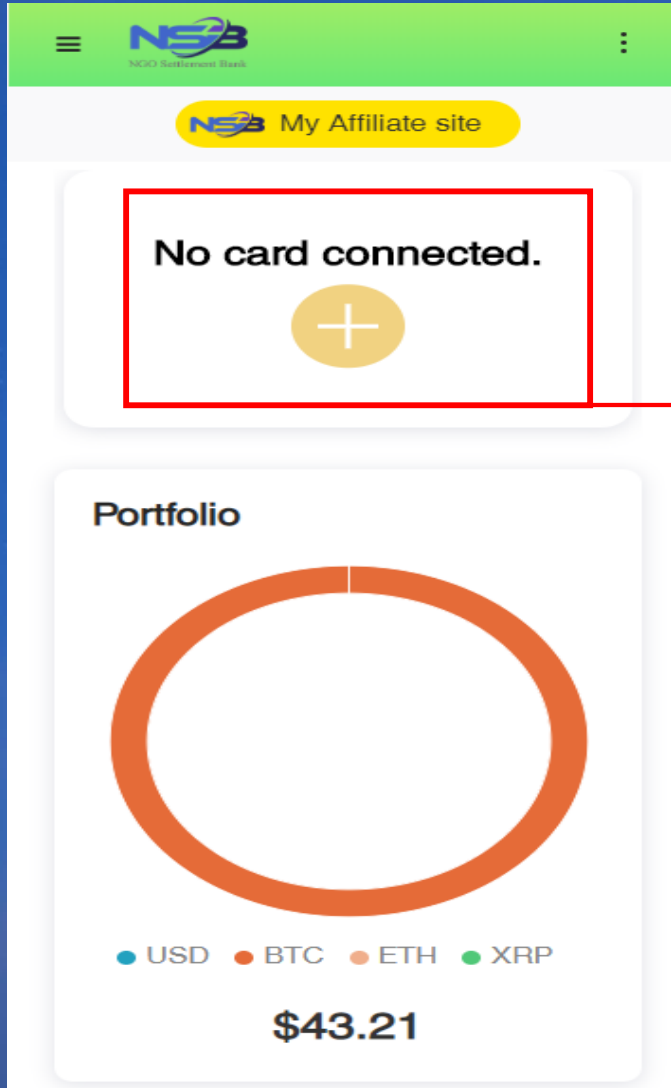 NSB
NGO Settlement Bank
NSB My Affiliate site
No card connected.
Portfolio
USD BTC ETH XRP
$43.21